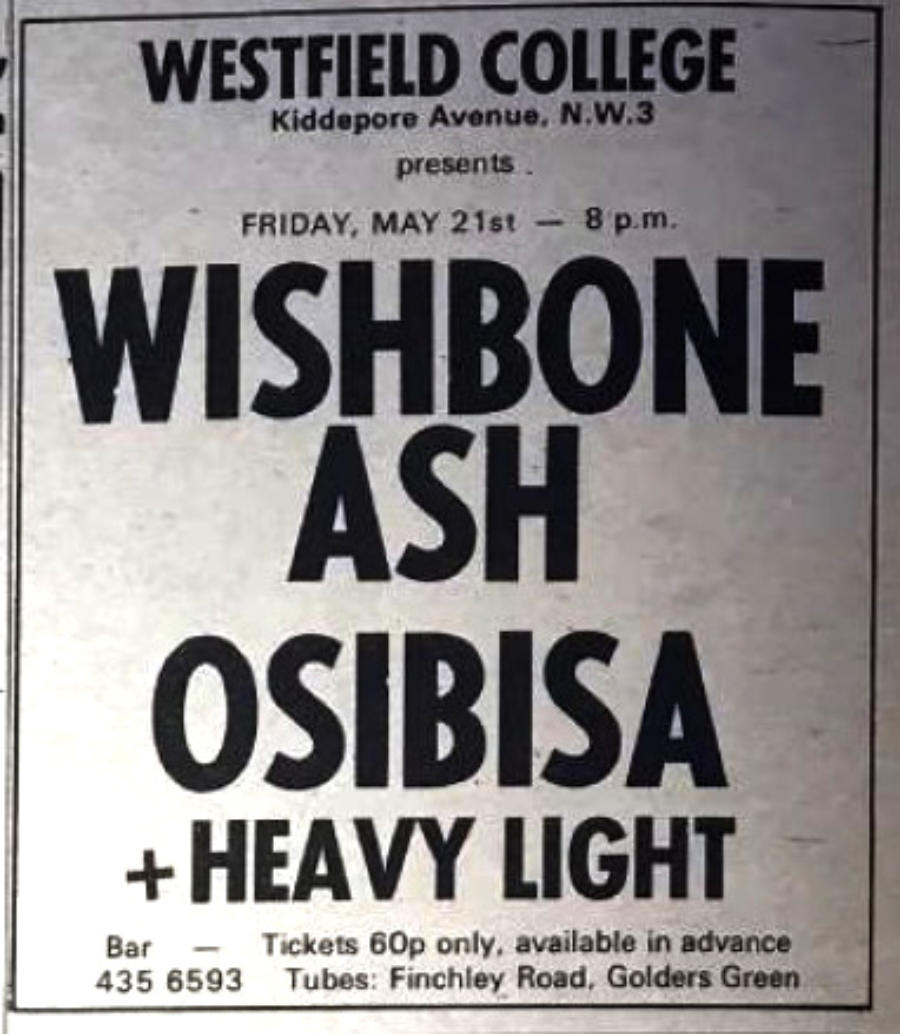 WESTFIELD COLLEGE
Kiddepore Avenue, N.W.3
presents .
FRIDAY, MAY 21st — 8 p.m.
WISHBONE
ASH
OSIBISA
+ HEAVY LIGHT
Bar — Tickets 60p only, available in advance
435 6593 Tubes: Finchley Road, Golders Green